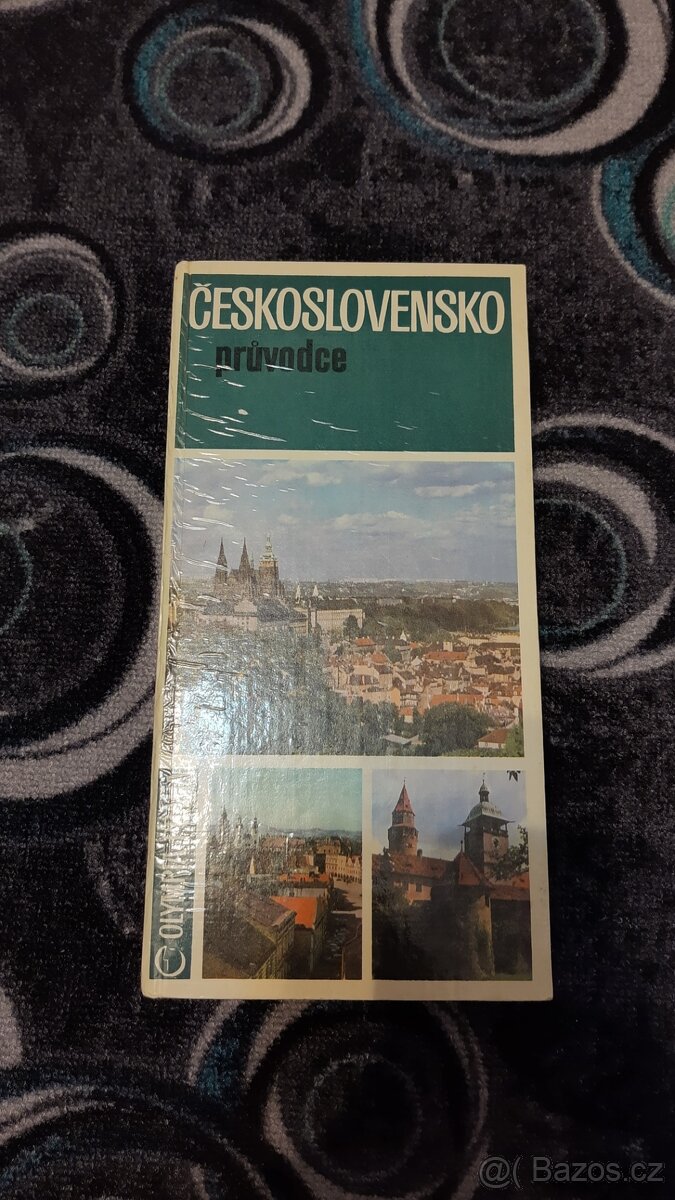 ČESKOSLOVENSKO
průvodce
OLYMPIA
@( Bazos.cz